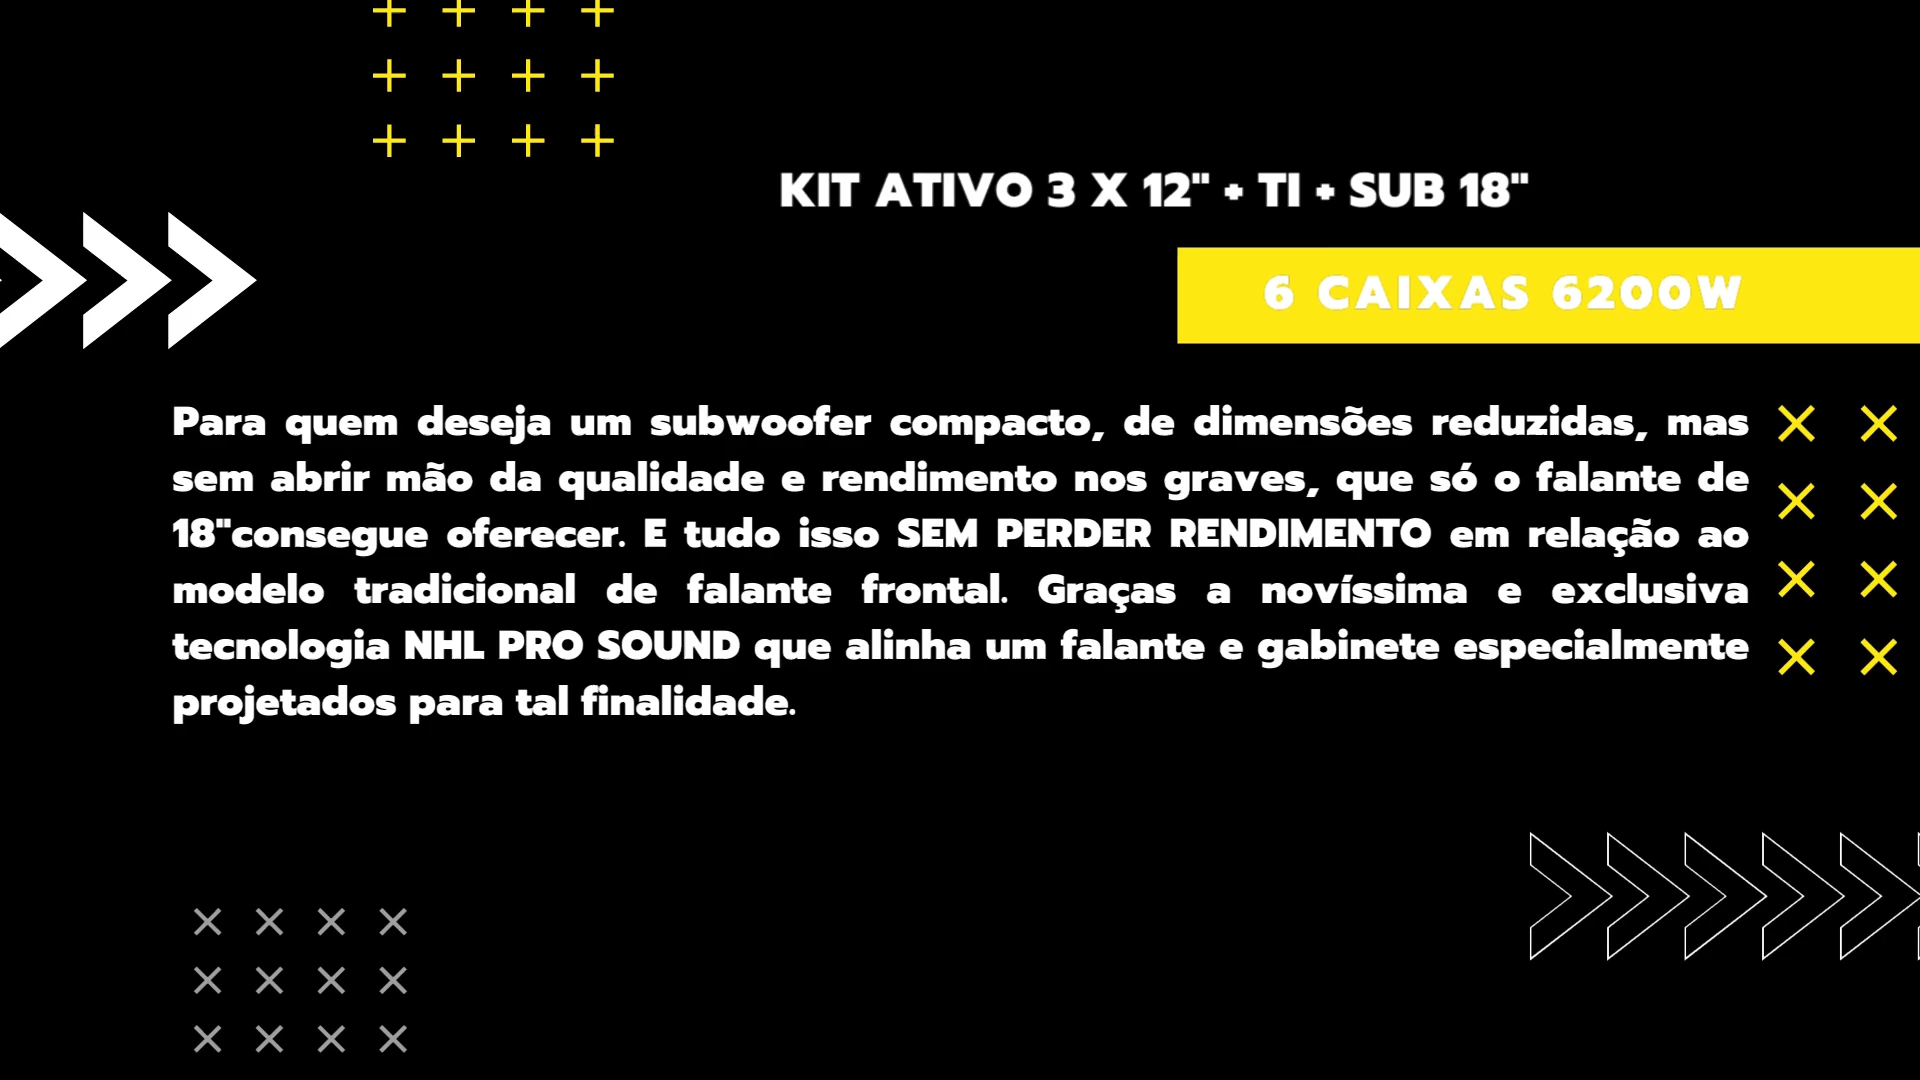 KIT ATIVO 3 X 12" + TI + SUB 18"
6 CAIXAS 6200W
Para quem deseja um subwoofer compacto, de dimensões reduzidas, mas
sem abrir mão da qualidade e rendimento nos graves, que só o falante de
18"consegue oferecer. E tudo isso SEM PERDER RENDIMENTO em relação ao
modelo tradicional de falante frontal. Graças a novíssima e exclusiva
tecnologia NHL PRO SOUND que alinha um falante e gabinete especialmente
projetados para tal finalidade.